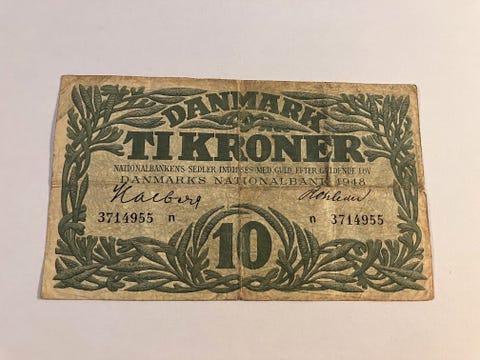 DANMARK
TI KRONER
NATIONALBANKENS SEDLER INDLØSES MED GULD EFTER GÆLDENDE LOV
DANMARKS NATIONALBANK 1948
3714955 n n 3714955
10